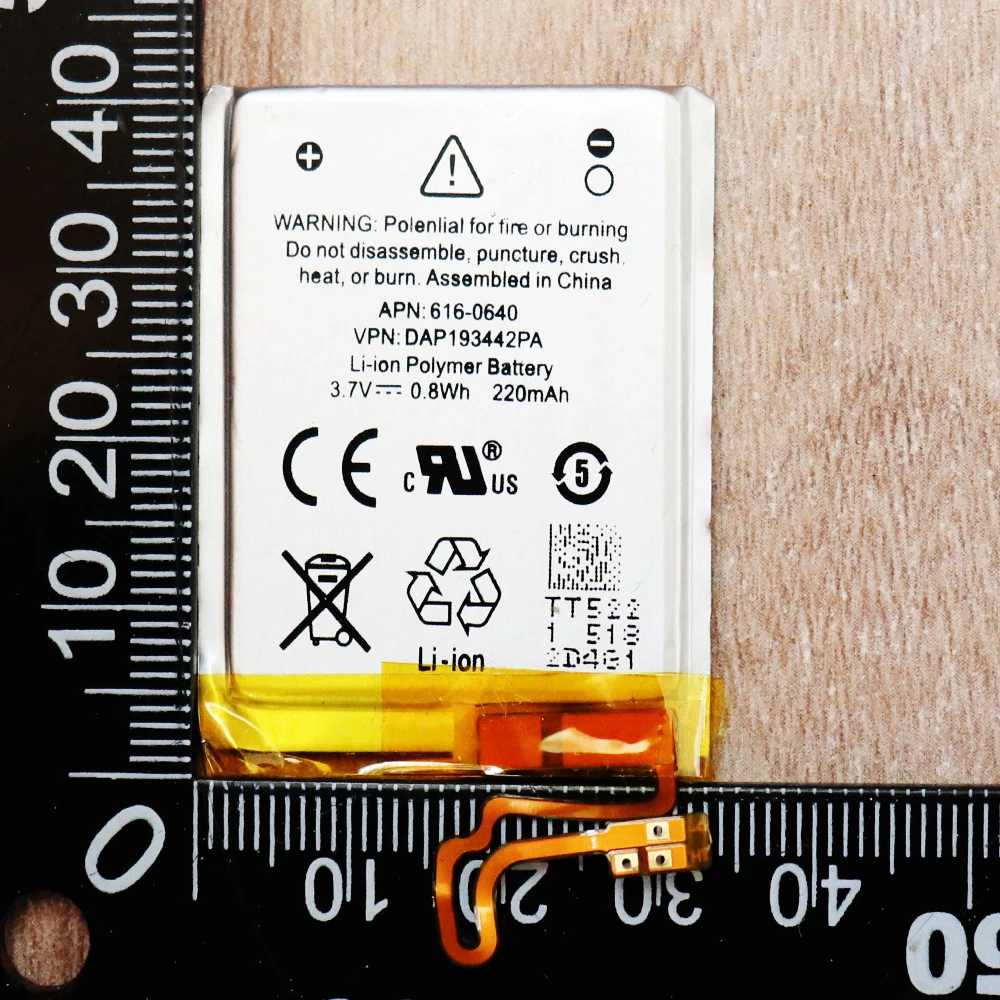 WARNING: Polenlial for fire or burning
Do not disassemble, puncture, crush,
heat, or burn. Assembled in China
APN: 616-0640
VPN: DAP193442PA
Li-ion Polymer Battery
3.7V⎓ 0.8Wh 220mAh
CE c RU® US 5
Li-ion
TT522
1 518
2D4G1
40
30
20
10
0
10
20
30
40
50